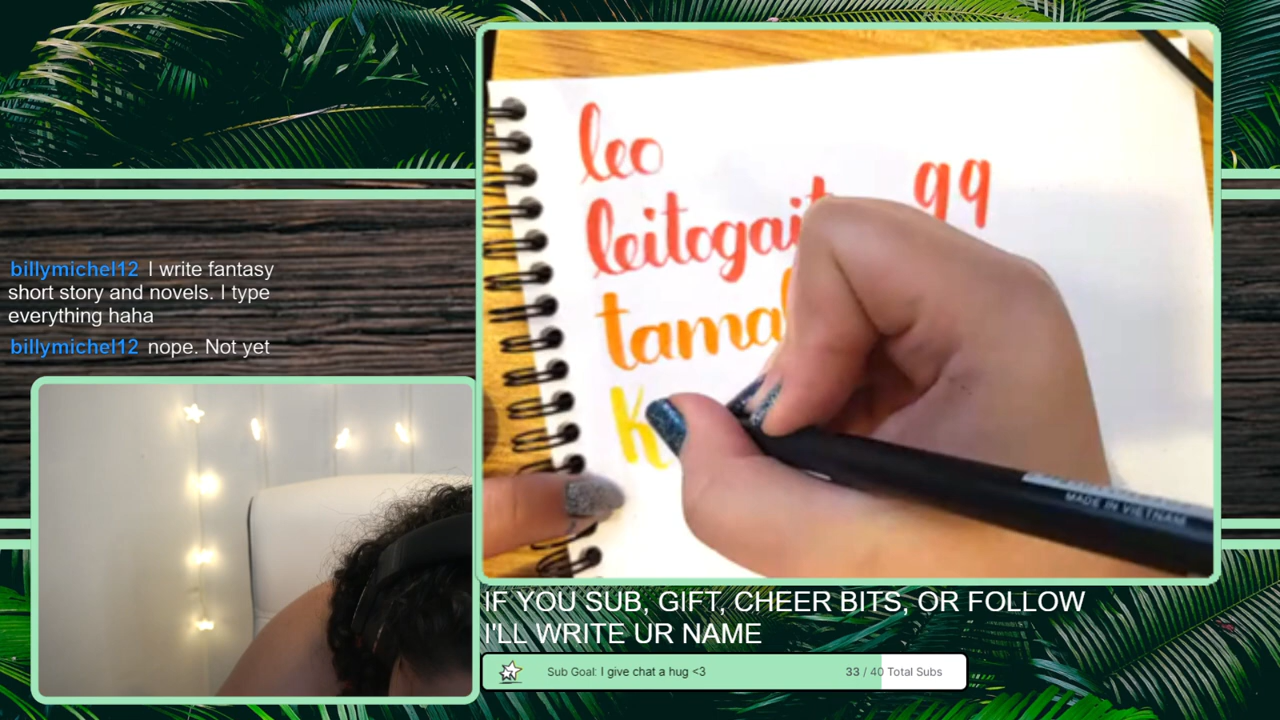 billymichel12 I write fantasy
short story and novels. I type
everything haha
billymichel12 nope. Not yet
leo
99
K
MADE IN VIETNAM
IF YOU SUB, GIFT, CHEER BITS, OR FOLLOW
I'LL WRITE UR NAME
Sub Goal: I give chat a hug <3 33 / 40 Total Subs